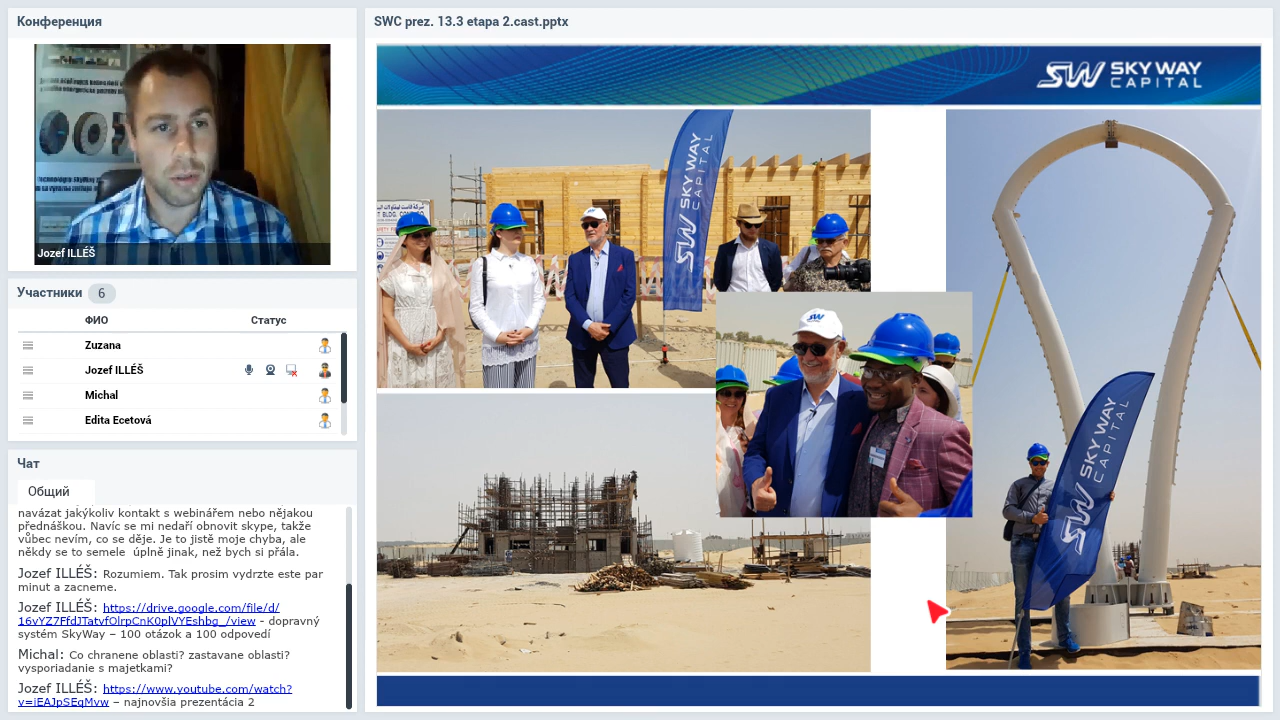 Конференция
Jozef ILLÉŠ
Участники 6
ФИО Статус
Zuzana
Jozef ILLÉŠ
Michal
Edita Ecetová
Чат
Общий
navázat jakýkoliv kontakt s webinářem nebo nějakou
přednáškou. Navíc se mi nedaří obnovit skype, takže
vůbec nevím, co se děje. Je to jistě moje chyba, ale
někdy se to semele úplně jinak, než bych si přála.
Jozef ILLÉŠ: Rozumiem. Tak prosim vydrzte este par
minut a zacneme.
Jozef ILLÉŠ: https://drive.google.com/file/d/
16vYZ7FfdJTatvfOlrpCnK0plVYEshbg_/view - dopravný
systém SkyWay – 100 otázok a 100 odpovedí
Michal: Co chranene oblasti? zastavane oblasti?
vysporiadanie s majetkami?
Jozef ILLÉŠ: https://www.youtube.com/watch?
v=iEAJpSEqMvw – najnovšia prezentácia 2
SWC prez. 13.3 etapa 2.cast.pptx
SW SKY WAY
CAPITAL
SW SKY WAY
CAPITAL
SW
SW SKY WAY
CAPITAL